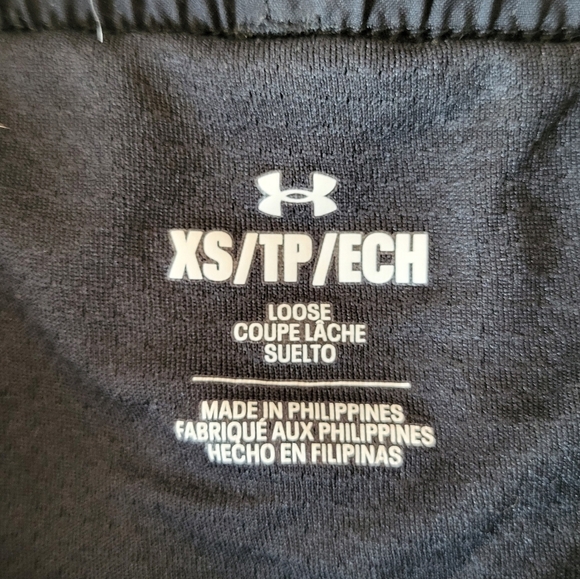 XS/TP/ECH
LOOSE
COUPE LÂCHE
SUELTO
MADE IN PHILIPPINES
FABRIQUÉ AUX PHILIPPINES
HECHO EN FILIPINAS